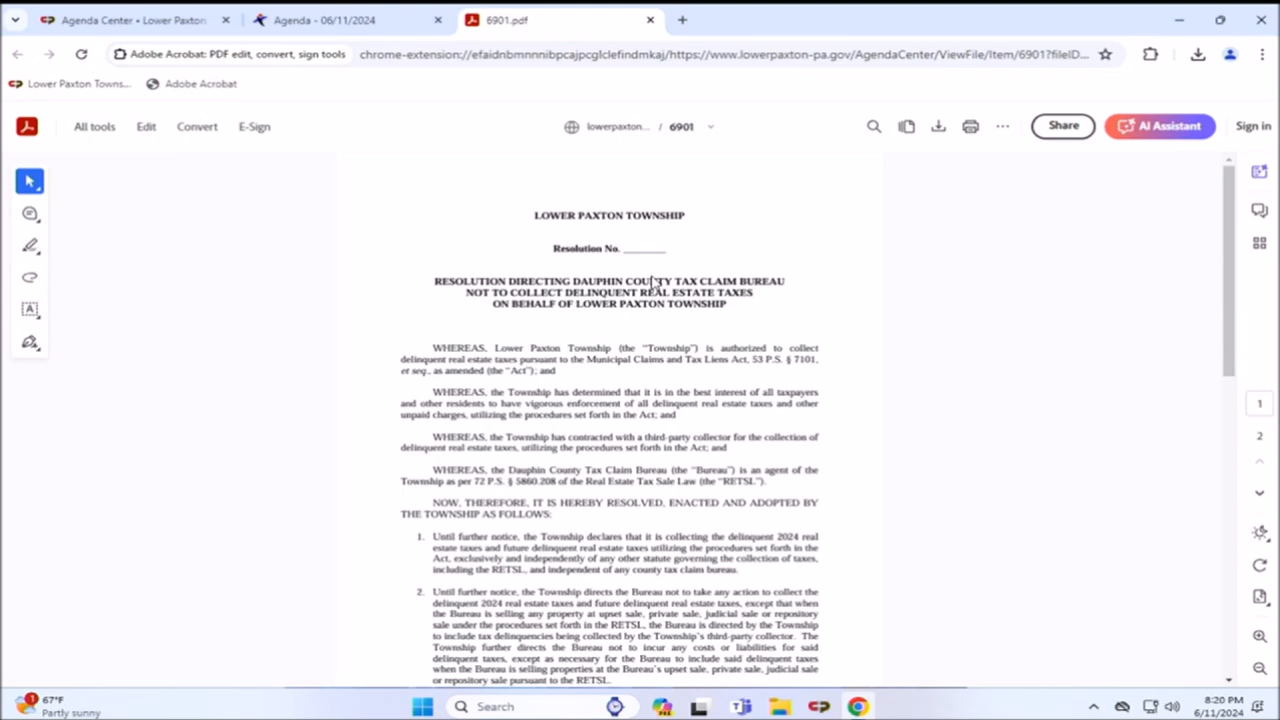 Agenda Center • Lower Paxton
Agenda - 06/11/2024
6901.pdf
Adobe Acrobat: PDF edit, convert, sign tools
chrome-extension://efaidnbmnnnibpcajpcglclefindmkaj/https://www.lowerpaxton-pa.gov/AgendaCenter/ViewFile/Item/6901?fileID...
Lower Paxton Towns...
Adobe Acrobat
All tools
Edit
Convert
E-Sign
lowerpaxton... / 6901
Share
AI Assistant
Sign in
LOWER PAXTON TOWNSHIP
Resolution No. ________
RESOLUTION DIRECTING DAUPHIN COUNTY TAX CLAIM BUREAU
NOT TO COLLECT DELINQUENT REAL ESTATE TAXES
ON BEHALF OF LOWER PAXTON TOWNSHIP
WHEREAS, Lower Paxton Township (the “Township”) is authorized to collect
delinquent real estate taxes pursuant to the Municipal Claims and Tax Liens Act, 53 P.S. § 7101,
et seq., as amended (the “Act”); and
WHEREAS, the Township has determined that it is in the best interest of all taxpayers
and other residents to have vigorous enforcement of all delinquent real estate taxes and other
unpaid charges, utilizing the procedures set forth in the Act; and
WHEREAS, the Township has contracted with a third-party collector for the collection of
delinquent real estate taxes, utilizing the procedures set forth in the Act; and
WHEREAS, the Dauphin County Tax Claim Bureau (the “Bureau”) is an agent of the
Township as per 72 P.S. § 5860.208 of the Real Estate Tax Sale Law (the “RETSL”).
NOW, THEREFORE, IT IS HEREBY RESOLVED, ENACTED AND ADOPTED BY
THE TOWNSHIP AS FOLLOWS:
1. Until further notice, the Township declares that it is collecting the delinquent 2024 real
estate taxes and future delinquent real estate taxes utilizing the procedures set forth in the
Act, exclusively and independently of any other statute governing the collection of taxes,
including the RETSL, and independent of any county tax claim bureau.
2. Until further notice, the Township directs the Bureau not to take any action to collect the
delinquent 2024 real estate taxes and future delinquent real estate taxes, except that when
the Bureau is selling any property at upset sale, private sale, judicial sale or repository
sale under the procedures set forth in the RETSL, the Bureau is directed by the Township
to include tax delinquencies being collected by the Township’s third-party collector. The
Township further directs the Bureau not to incur any costs or liabilities for said
delinquent taxes, except as necessary for the Bureau to include said delinquent taxes
when the Bureau is selling properties at the Bureau’s upset sale, private sale, judicial sale
or repository sale pursuant to the RETSL.
1
2
1
67°F
Partly sunny
Search
PRE
8:20 PM
6/11/2024